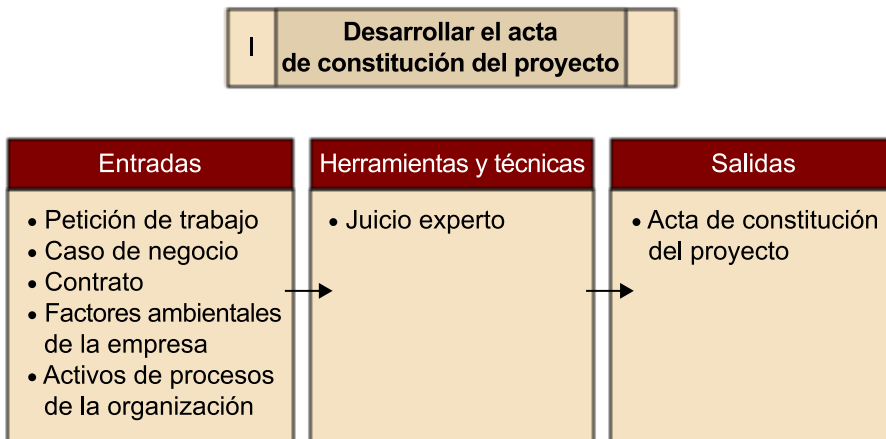 I
Desarrollar el acta
de constitución del proyecto
Entradas
• Petición de trabajo
• Caso de negocio
• Contrato
• Factores ambientales
de la empresa
• Activos de procesos
de la organización
Herramientas y técnicas
• Juicio experto
Salidas
• Acta de constitución
del proyecto